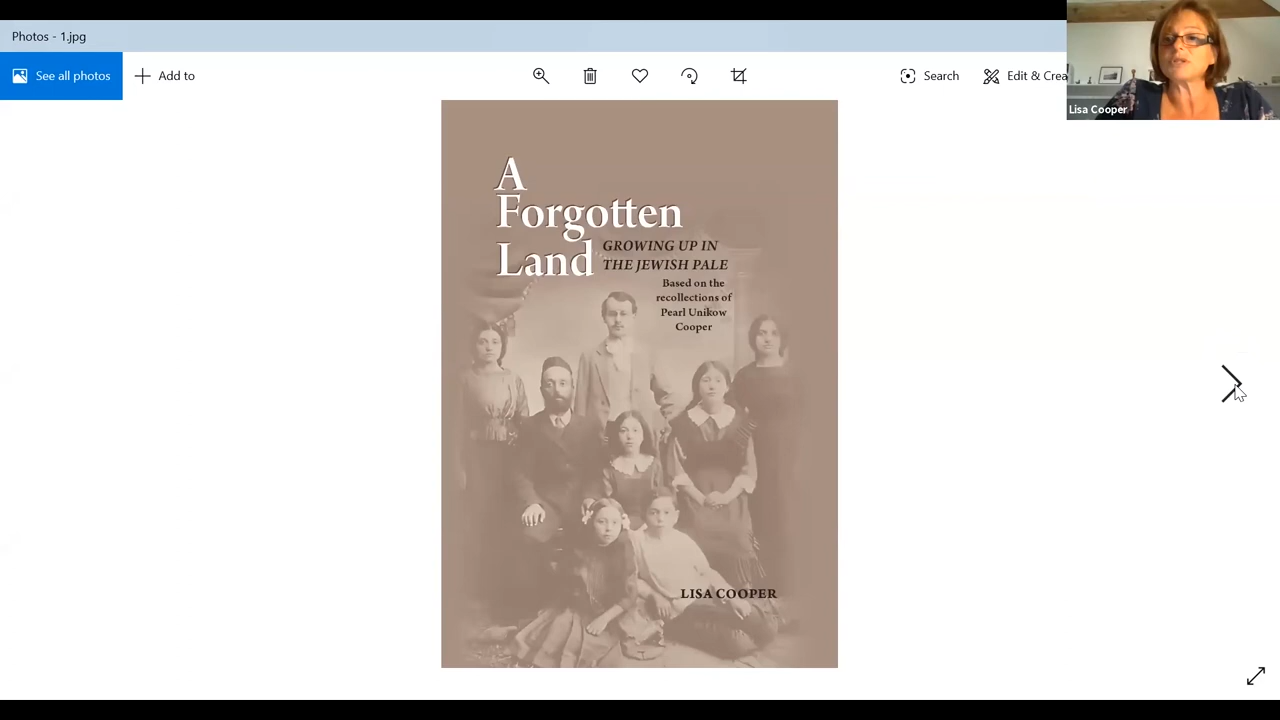 Photos - 1.jpg
See all photos
Add to
Search
Edit & Crea
Lisa Cooper
A
Forgotten
Land
GROWING UP IN
THE JEWISH PALE
Based on the
recollections of
Pearl Unikow
Cooper
LISA COOPER